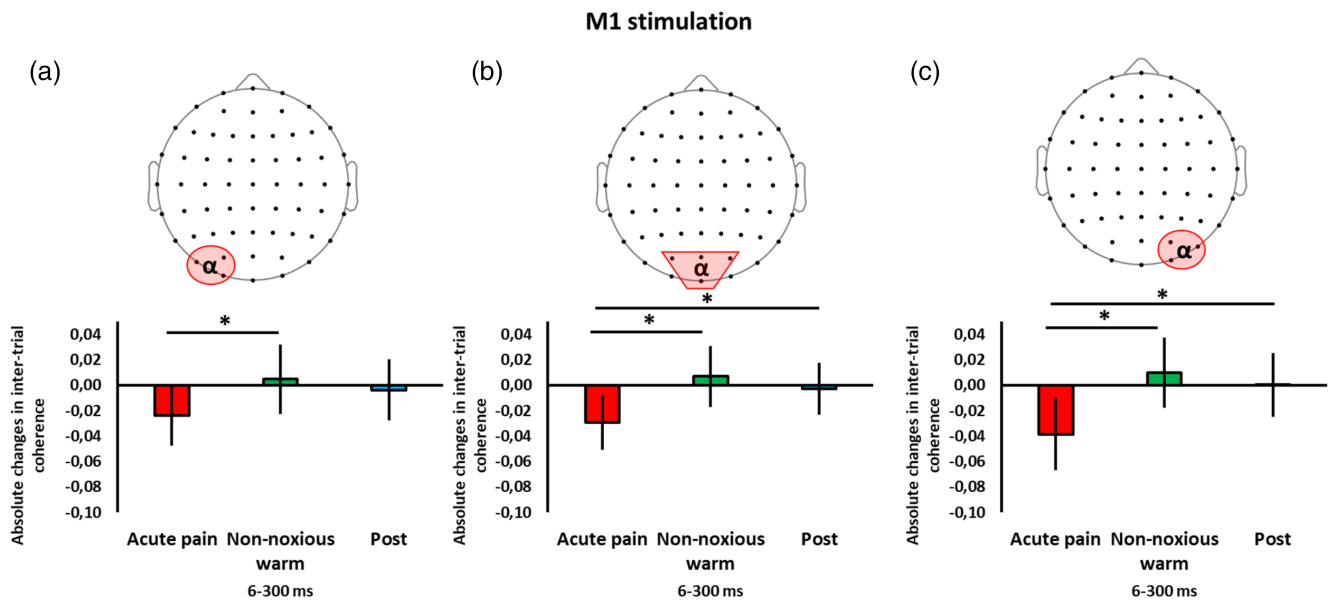 M1 stimulation
(a)
α
*
0,04
0,02
0,00
-0,02
-0,04
-0,06
-0,08
-0,10
Absolute changes in inter-trial
coherence
Acute pain Non-noxious Post
warm
6-300 ms
(b)
α
*
*
0,04
0,02
0,00
-0,02
-0,04
-0,06
-0,08
-0,10
Absolute changes in inter-trial
coherence
Acute pain Non-noxious Post
warm
6-300 ms
(c)
α
*
*
0,04
0,02
0,00
-0,02
-0,04
-0,06
-0,08
-0,10
Absolute changes in inter-trial
coherence
Acute pain Non-noxious Post
warm
6-300 ms